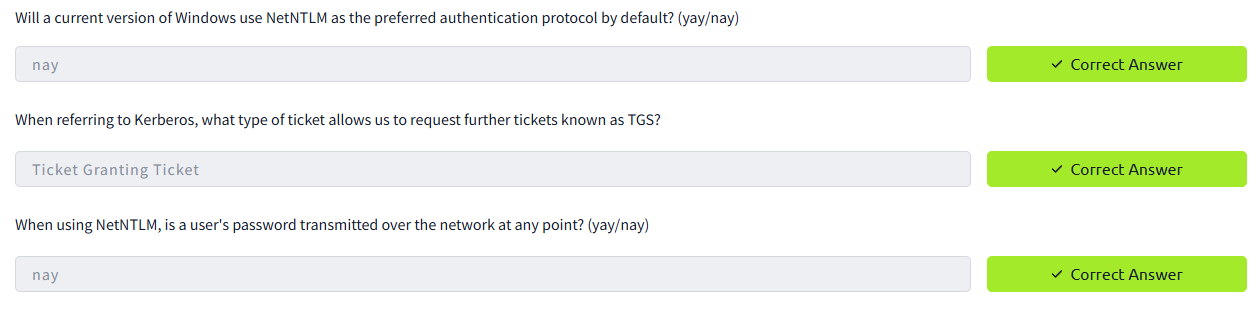 Will a current version of Windows use NetNTLM as the preferred authentication protocol by default? (yay/nay)
nay
✓ Correct Answer
When referring to Kerberos, what type of ticket allows us to request further tickets known as TGS?
Ticket Granting Ticket
✓ Correct Answer
When using NetNTLM, is a user's password transmitted over the network at any point? (yay/nay)
nay
✓ Correct Answer